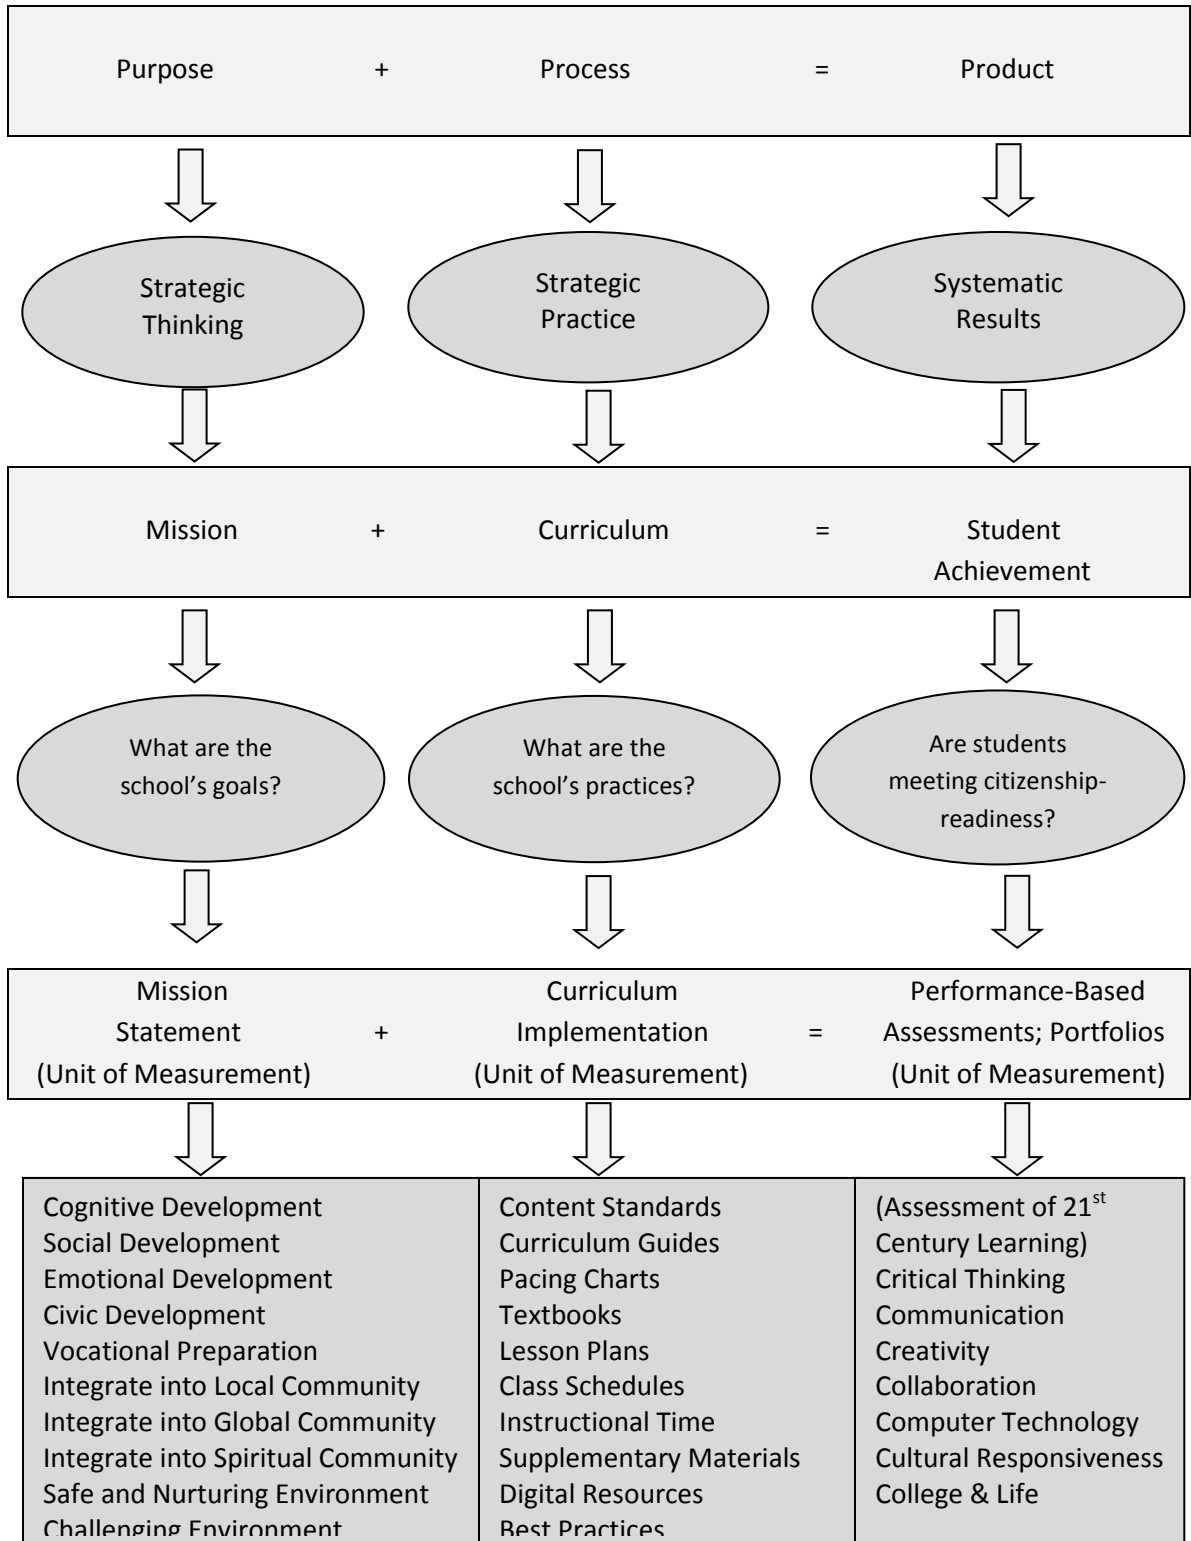 Purpose + Process = Product
Strategic
Thinking
Strategic
Practice
Systematic
Results
Mission + Curriculum = Student
Achievement
What are the
school’s goals?
What are the
school’s practices?
Are students
meeting citizenship-
readiness?
Mission
Statement
(Unit of Measurement)
+
Curriculum
Implementation
(Unit of Measurement)
=
Performance-Based
Assessments; Portfolios
(Unit of Measurement)
Cognitive Development
Social Development
Emotional Development
Civic Development
Vocational Preparation
Integrate into Local Community
Integrate into Global Community
Integrate into Spiritual Community
Safe and Nurturing Environment
Challenging Environment
Content Standards
Curriculum Guides
Pacing Charts
Textbooks
Lesson Plans
Class Schedules
Instructional Time
Supplementary Materials
Digital Resources
Best Practices
(Assessment of 21st
Century Learning)
Critical Thinking
Communication
Creativity
Collaboration
Computer Technology
Cultural Responsiveness
College & Life